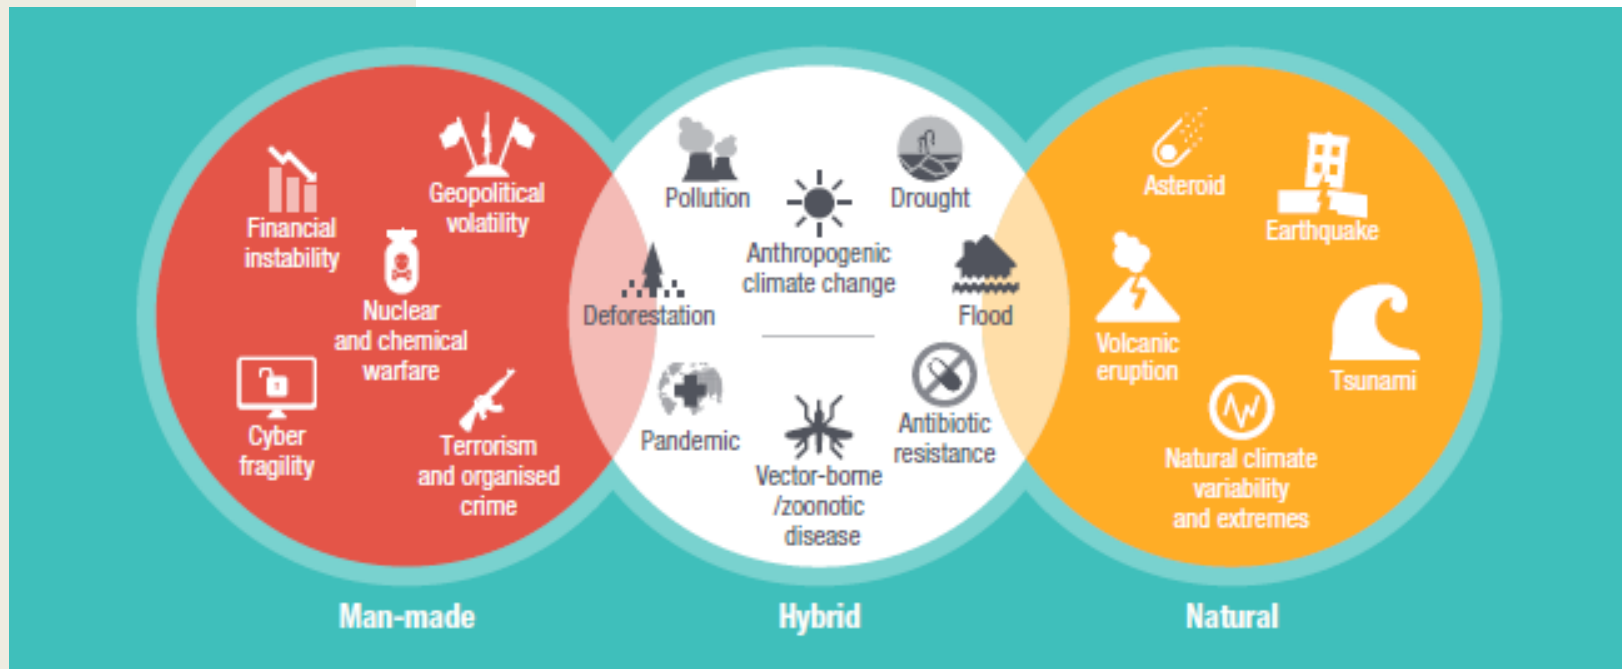 Financial
instability
Geopolitical
volatility
Nuclear
and chemical
warfare
Cyber
fragility
Terrorism
and organised
crime
Man-made
Pollution
Drought
Anthropogenic
climate change
Deforestation
Flood
Pandemic
Vector-borne
/zoonotic
disease
Antibiotic
resistance
Hybrid
Asteroid
Earthquake
Volcanic
eruption
Tsunami
Natural climate
variability
and extremes
Natural